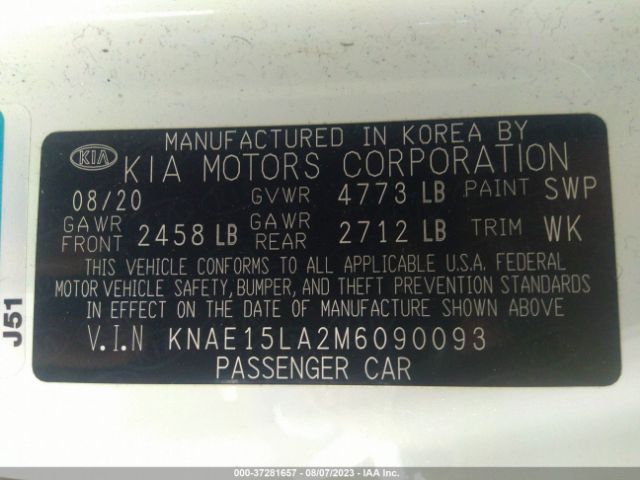 MANUFACTURED IN KOREA BY
KIA KIA MOTORS CORPORATION
08/20 GVWR 4773 LB PAINT SWP
GAWR FRONT 2458 LB GAWR REAR 2712 LB TRIM WK
THIS VEHICLE CONFORMS TO ALL APPLICABLE U.S.A. FEDERAL
MOTOR VEHICLE SAFETY, BUMPER, AND THEFT PREVENTION STANDARDS
IN EFFECT ON THE DATE OF MANUFACTURE SHOWN ABOVE
V.I.N KNAE15LA2M6090093
PASSENGER CAR
J51
000-37281657 - 08/07/2023 - Copyright IAA, Inc.